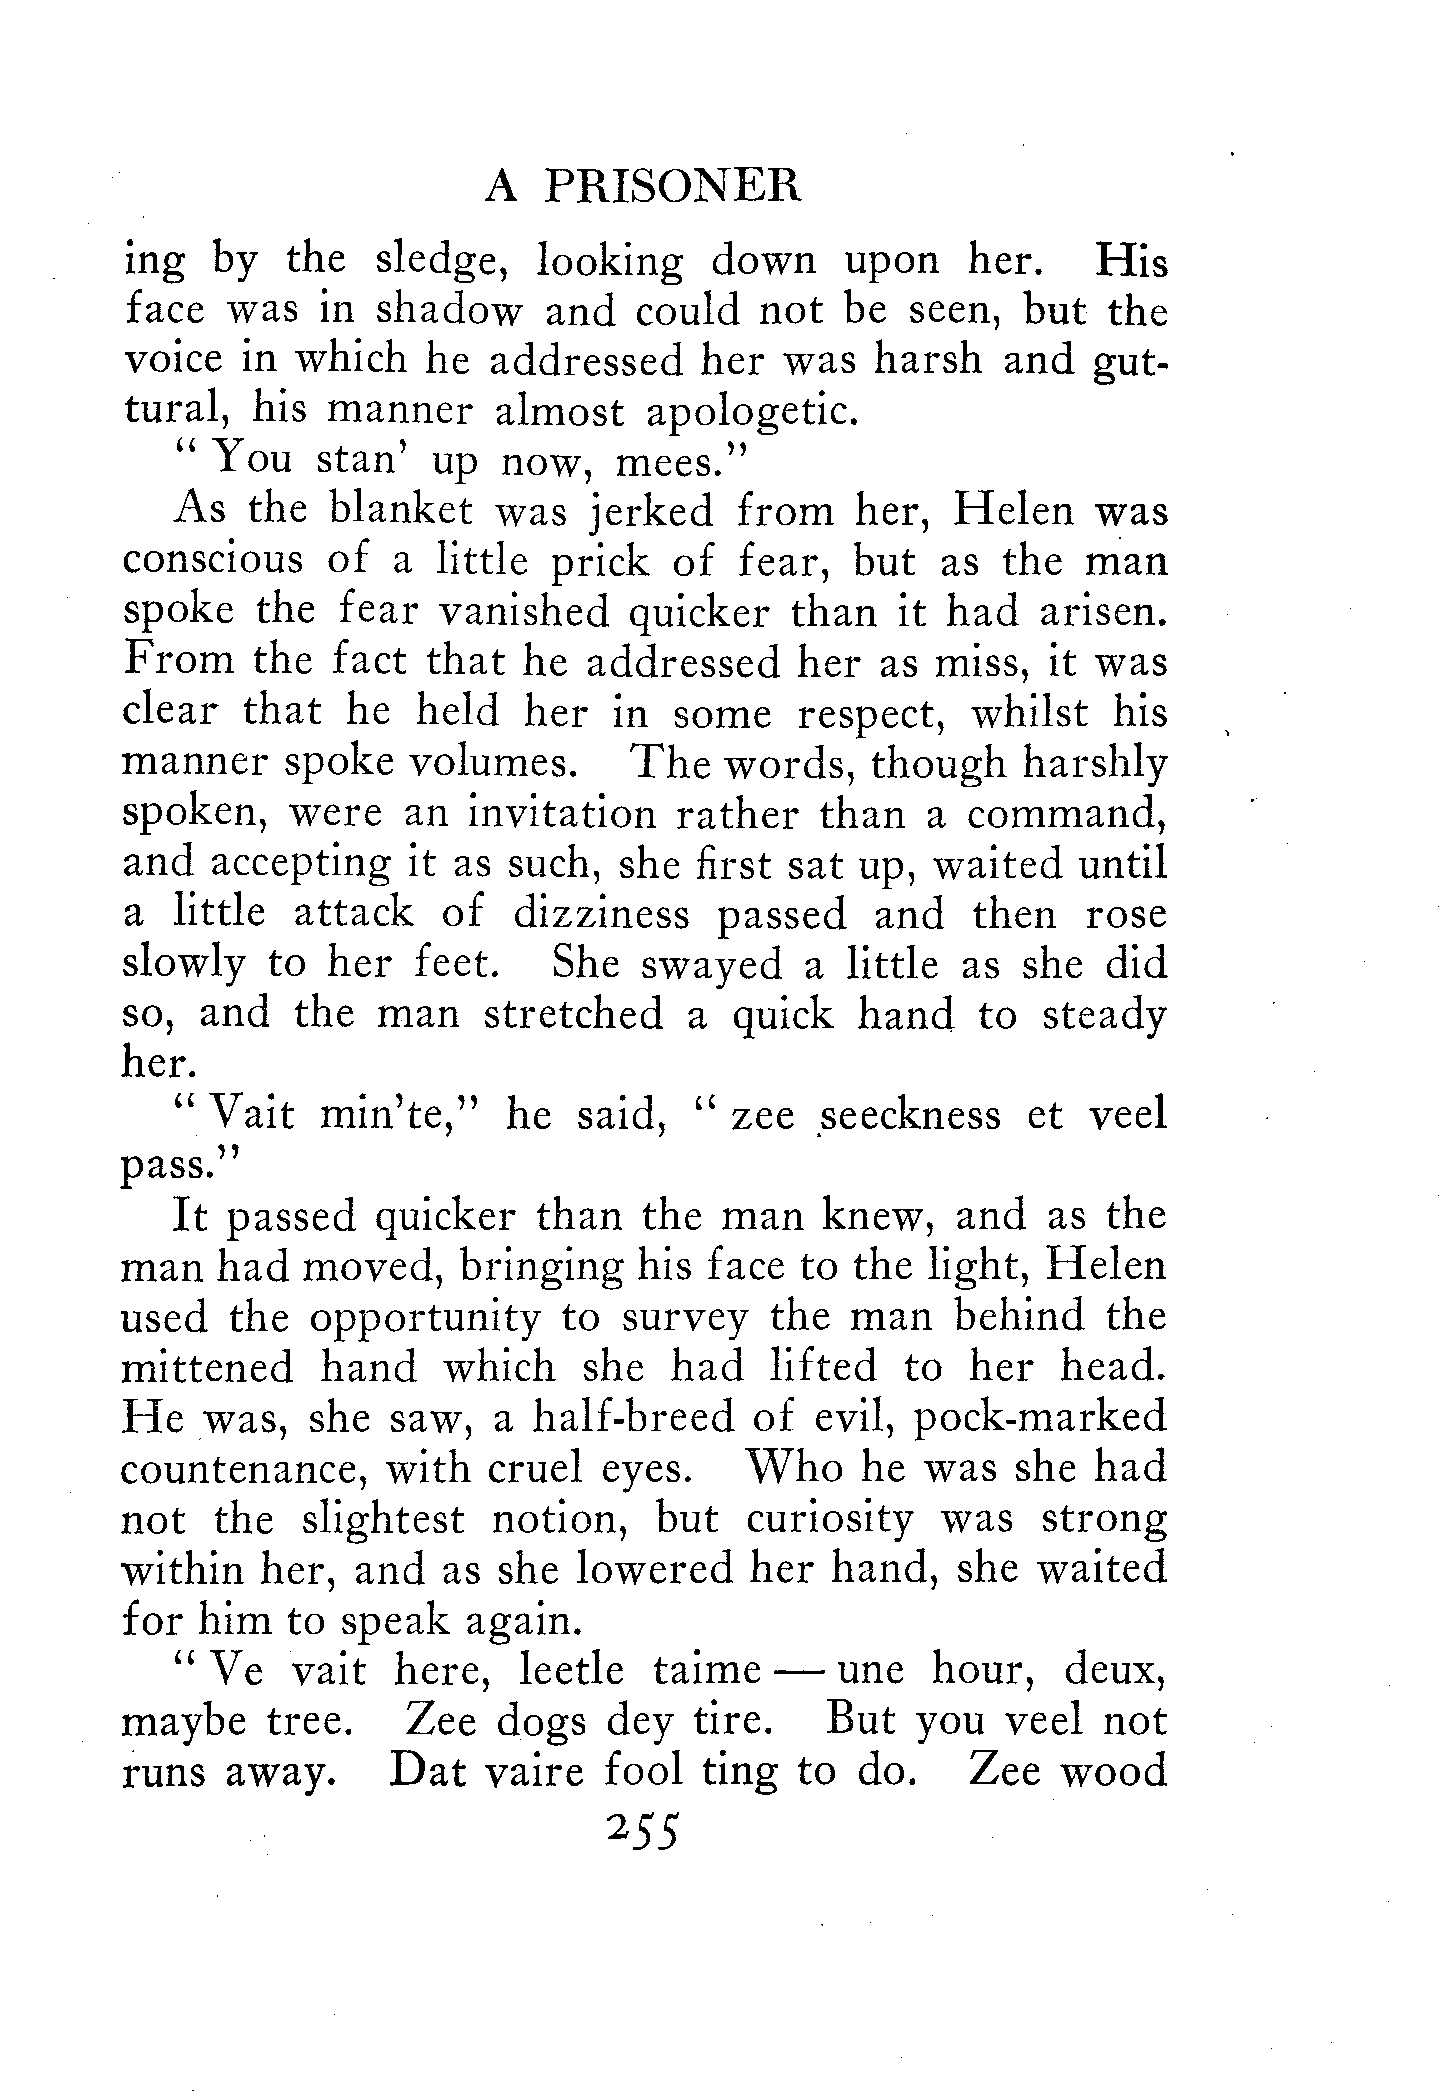 A PRISONER
ing by the sledge, looking down upon her. His
face was in shadow and could not be seen, but the
voice in which he addressed her was harsh and gut-
tural, his manner almost apologetic.
" You stan' up now, mees."
As the blanket was jerked from her, Helen was
conscious of a little prick of fear, but as the man
spoke the fear vanished quicker than it had arisen.
From the fact that he addressed her as miss, it was
clear that he held her in some respect, whilst his
manner spoke volumes. The words, though harshly
spoken, were an invitation rather than a command,
and accepting it as such, she first sat up, waited until
a little attack of dizziness passed and then rose
slowly to her feet. She swayed a little as she did
so, and the man stretched a quick hand to steady
her.
" Vait min'te," he said, " zee seeckness et veel
pass."
It passed quicker than the man knew, and as the
man had moved, bringing his face to the light, Helen
used the opportunity to survey the man behind the
mittened hand which she had lifted to her head.
He was, she saw, a half-breed of evil, pock-marked
countenance, with cruel eyes. Who he was she had
not the slightest notion, but curiosity was strong
within her, and as she lowered her hand, she waited
for him to speak again.
" Ve vait here, leetle taime — une hour, deux,
maybe tree. Zee dogs dey tire. But you veel not
runs away. Dat vaire fool ting to do. Zee wood
255